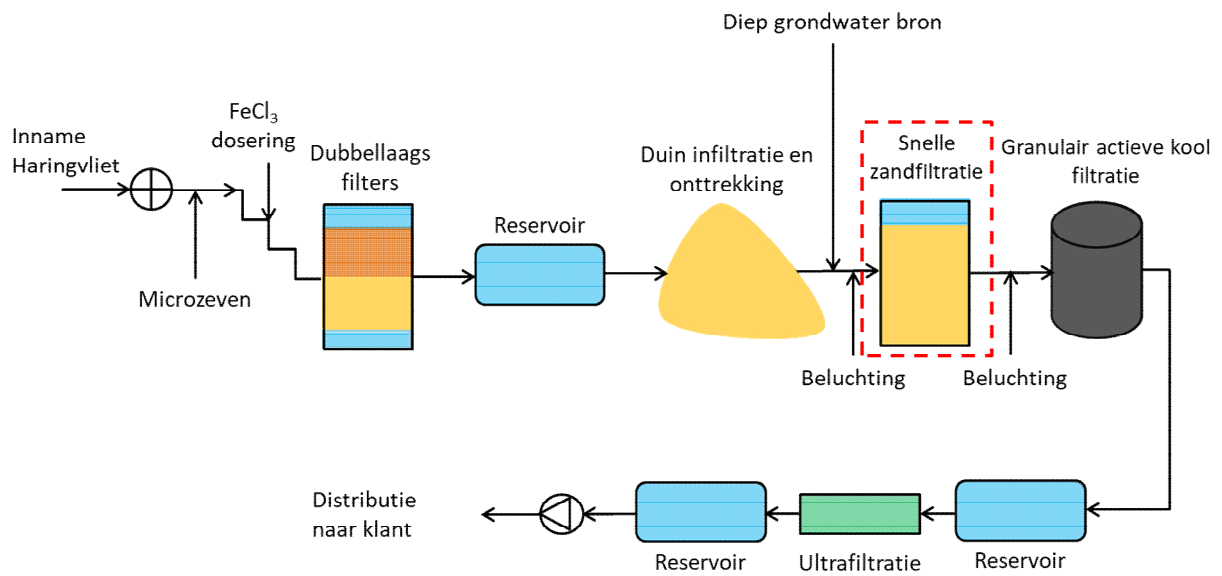 Diep grondwater bron
FeCl₃
dosering
Inname
Haringvliet
Dubbellaags
filters
Reservoir
Duin infiltratie en
onttrekking
Snelle
zandfiltratie
Granulair actieve kool
filtratie
Microzeven
Beluchting
Beluchting
Distributie
naar klant
Reservoir
Ultrafiltratie
Reservoir